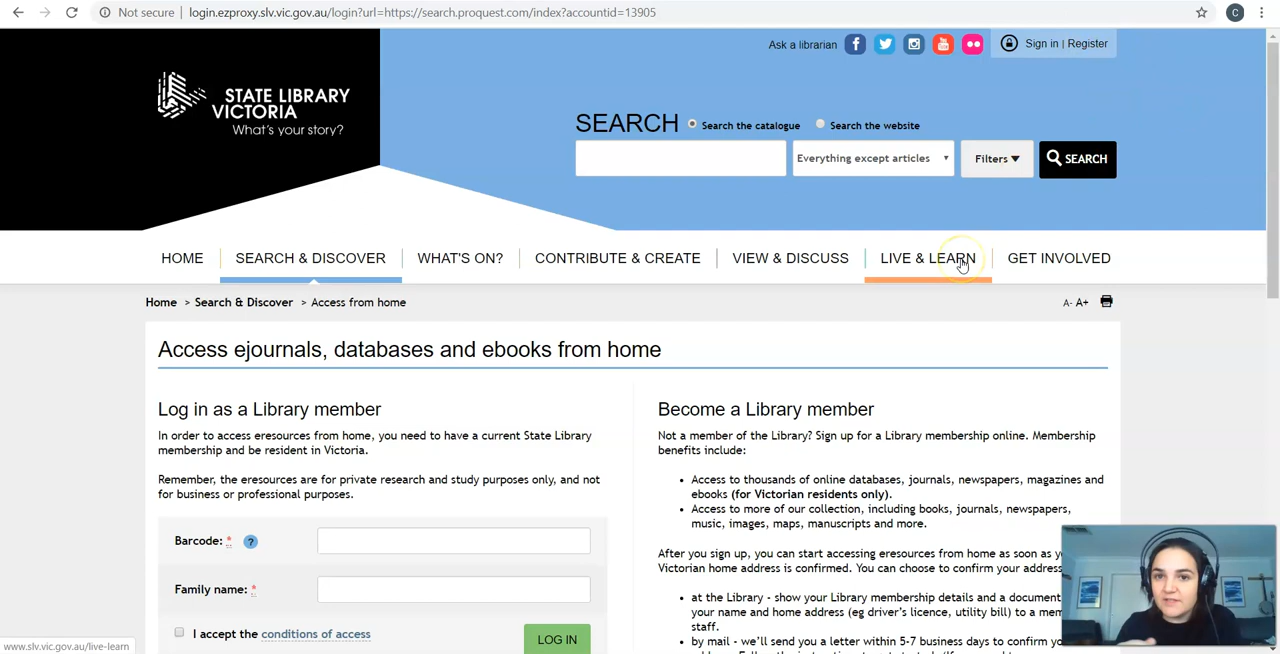 Not secure | login.ezproxy.slv.vic.gov.au/login?url=https://search.proquest.com/index?accountid=13905
C
Ask a librarian
Sign in | Register
STATE LIBRARY
VICTORIA
What's your story?
SEARCH
Search the catalogue
Search the website
Everything except articles
Filters
SEARCH
HOME
SEARCH & DISCOVER
WHAT'S ON?
CONTRIBUTE & CREATE
VIEW & DISCUSS
LIVE & LEARN
GET INVOLVED
Home > Search & Discover > Access from home
A- A+
Access ejournals, databases and ebooks from home
Log in as a Library member
In order to access eresources from home, you need to have a current State Library
membership and be resident in Victoria.
Remember, the eresources are for private research and study purposes only, and not
for business or professional purposes.
Barcode: * ?
Family name: *
I accept the conditions of access
LOG IN
Become a Library member
Not a member of the Library? Sign up for a Library membership online. Membership
benefits include:
• Access to thousands of online databases, journals, newspapers, magazines and
ebooks (for Victorian residents only).
• Access to more of our collection, including books, journals, newspapers,
music, images, maps, manuscripts and more.
After you sign up, you can start accessing eresources from home as soon as
Victorian home address is confirmed. You can choose to confirm your address
• at the Library - show your Library membership details and a document
your name and home address (eg driver's licence, utility bill) to a
staff.
• by mail - we'll send you a letter within 5-7 business days to confirm
www.slv.vic.gov.au/live-learn